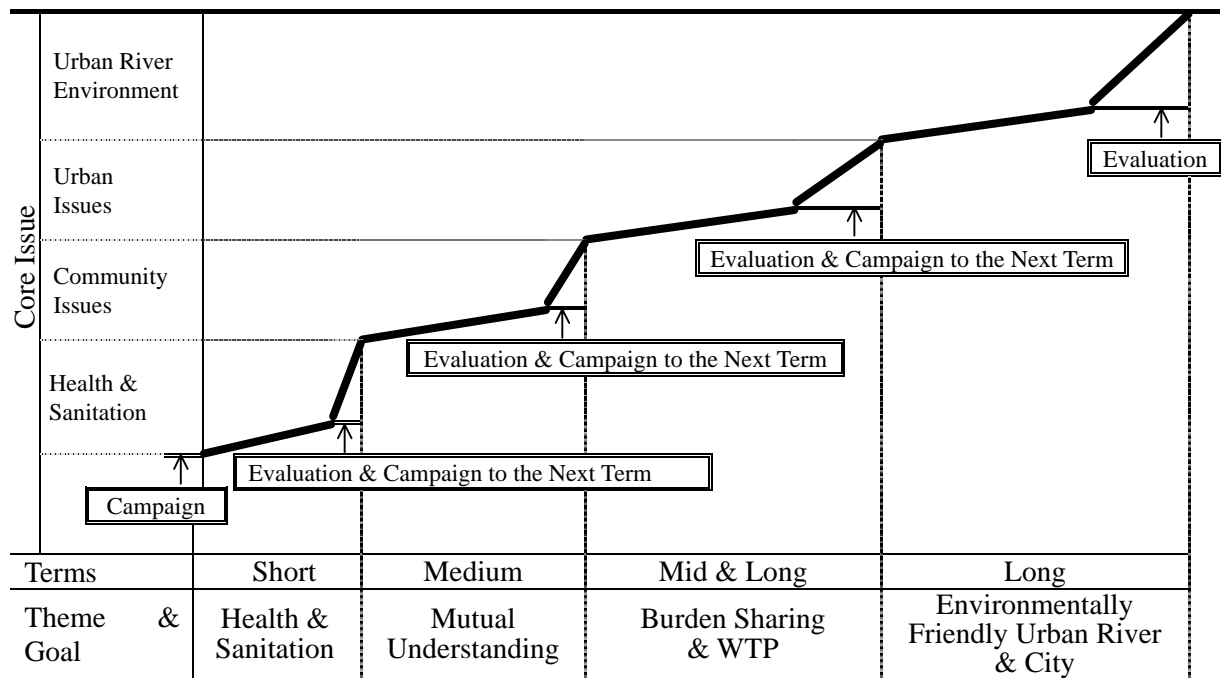 Core Issue
Urban River
Environment
Urban
Issues
Community
Issues
Health &
Sanitation
Evaluation
Evaluation & Campaign to the Next Term
Evaluation & Campaign to the Next Term
Evaluation & Campaign to the Next Term
Campaign
Terms Short Medium Mid & Long Long
Theme & Goal
Health &
Sanitation
Mutual
Understanding
Burden Sharing
& WTP
Environmentally
Friendly Urban River
& City